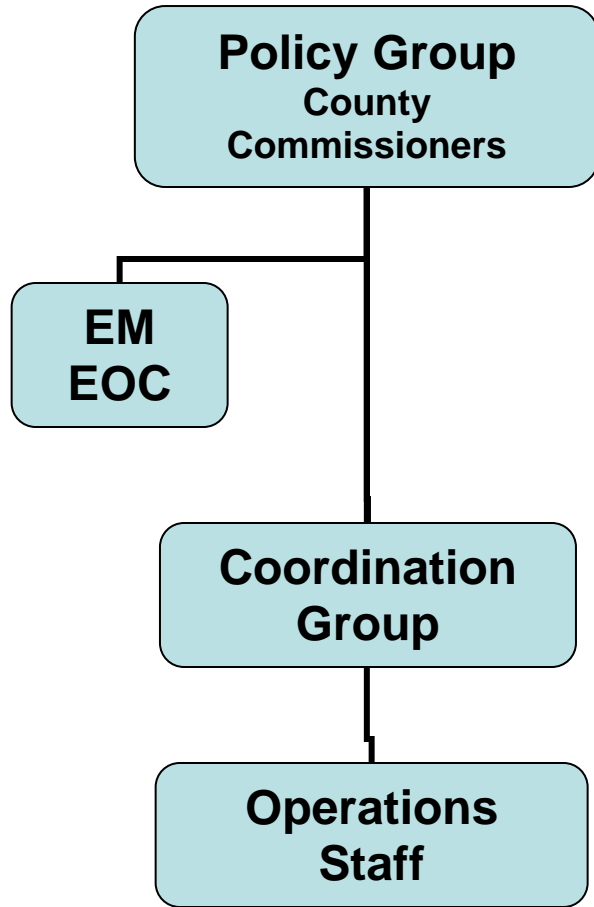 Policy Group
County
Commissioners
EM
EOC
Coordination
Group
Operations
Staff